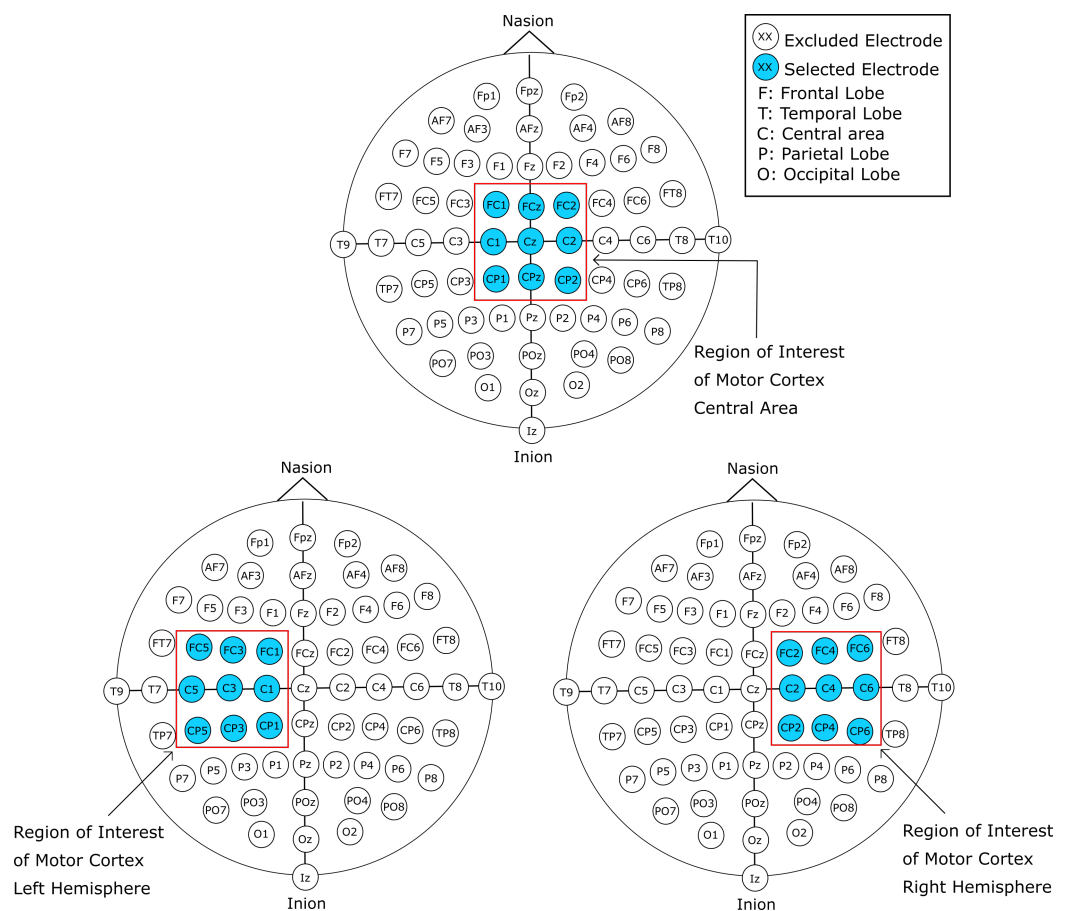 Nasion
XX Excluded Electrode
XX Selected Electrode
F: Frontal Lobe
T: Temporal Lobe
C: Central area
P: Parietal Lobe
O: Occipital Lobe
Fp1 Fpz Fp2
AF7 AF3 AFz AF4 AF8
F7 F5 F3 F1 Fz F2 F4 F6 F8
FT7 FC5 FC3 FC1 FCz FC2 FC4 FC6 FT8
T9 T7 C5 C3 C1 Cz C2 C4 C6 T8 T10
TP7 CP5 CP3 CP1 CPz CP2 CP4 CP6 TP8
P7 P5 P3 P1 Pz P2 P4 P6 P8
PO7 PO3 POz PO4 PO8
O1 Oz O2
Iz
Inion
Region of Interest
of Motor Cortex
Central Area
Nasion
Fp1 Fpz Fp2
AF7 AF3 AFz AF4 AF8
F7 F5 F3 F1 Fz F2 F4 F6 F8
FT7 FC5 FC3 FC1 FCz FC2 FC4 FC6 FT8
T9 T7 C5 C3 C1 Cz C2 C4 C6 T8 T10
TP7 CP5 CP3 CP1 CPz CP2 CP4 CP6 TP8
P7 P5 P3 P1 Pz P2 P4 P6 P8
PO7 PO3 POz PO4 PO8
O1 Oz O2
Iz
Inion
Region of Interest
of Motor Cortex
Left Hemisphere
Nasion
Fp1 Fpz Fp2
AF7 AF3 AFz AF4 AF8
F7 F5 F3 F1 Fz F2 F4 F6 F8
FT7 FC5 FC3 FC1 FCz FC2 FC4 FC6 FT8
T9 T7 C5 C3 C1 Cz C2 C4 C6 T8 T10
TP7 CP5 CP3 CP1 CPz CP2 CP4 CP6 TP8
P7 P5 P3 P1 Pz P2 P4 P6 P8
PO7 PO3 POz PO4 PO8
O1 Oz O2
Iz
Inion
Region of Interest
of Motor Cortex
Right Hemisphere